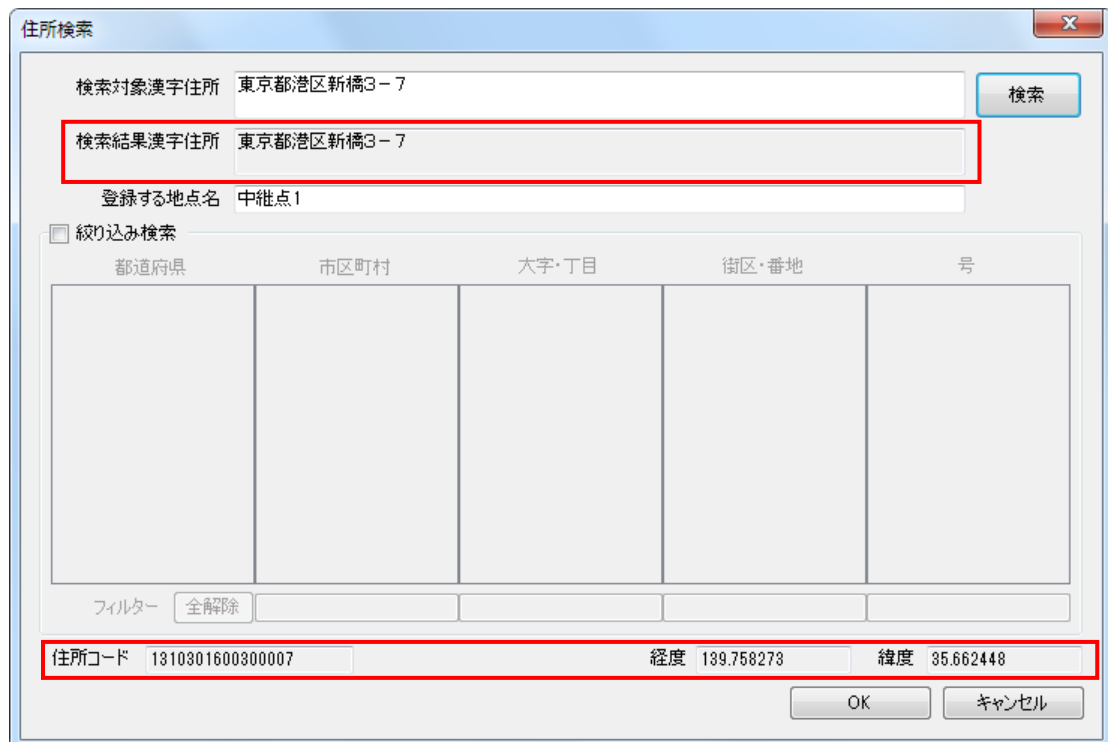 住所検索
検索対象漢字住所 東京都港区新橋3-7 検索
検索結果漢字住所 東京都港区新橋3-7
登録する地点名 中継点1
絞り込み検索
都道府県 市区町村 大字・丁目 街区・番地 号
フィルター 全解除
住所コード 1310301600300007 経度 139.758273 緯度 35.662448
OK キャンセル